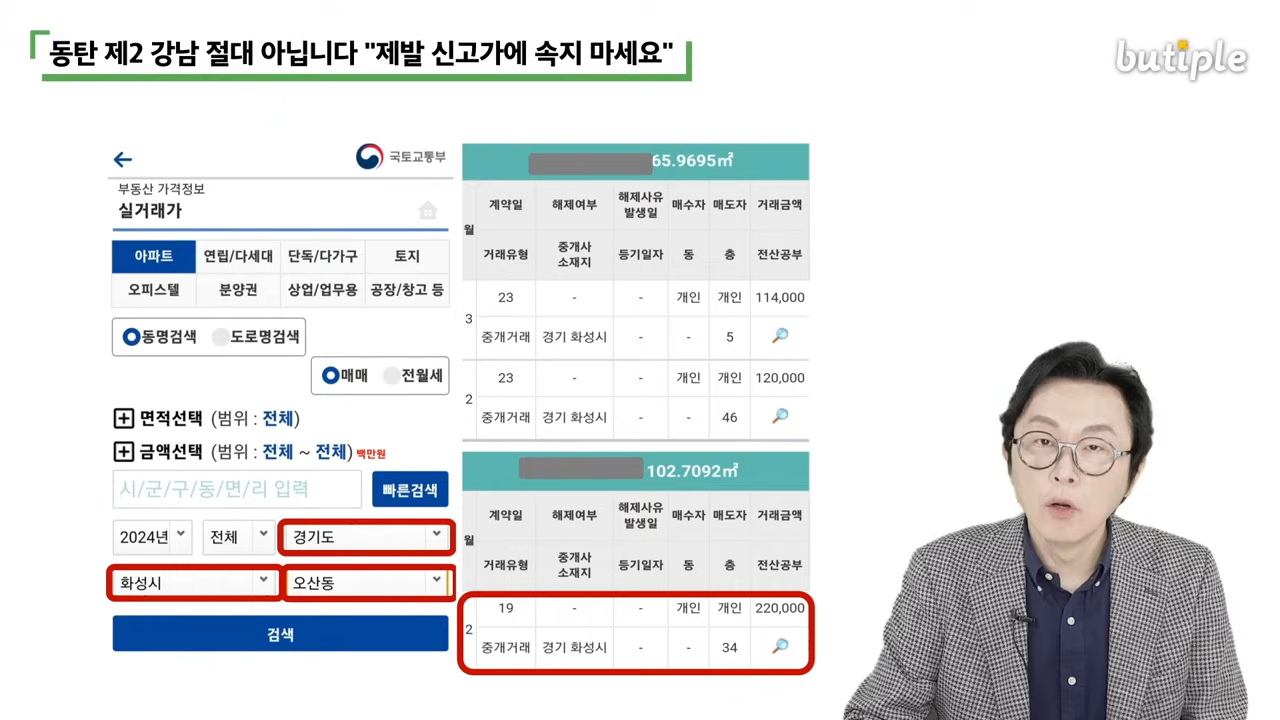 동탄 제2 강남 절대 아닙니다 "제발 신고가에 속지 마세요"
butiple
국토교통부
부동산 가격정보
실거래가
아파트 연립/다세대 단독/다가구 토지
오피스텔 분양권 상업/업무용 공장/창고 등
동명검색 도로명검색
매매 전월세
면적선택 (범위 : 전체)
금액선택 (범위 : 전체 ~ 전체) 백만원
시/군/구/동/면/리 입력 빠른검색
2024년 전체 경기도
화성시 오산동
검색
65.9695㎡
월 계약일 해제여부 해제사유 발생일 매수자 매도자 거래금액
거래유형 중개사 소재지 등기일자 동 층 전산공부
3 23 - - 개인 개인 114,000
중개거래 경기 화성시 - - 5
2 23 - - 개인 개인 120,000
중개거래 경기 화성시 - - 46
102.7092㎡
월 계약일 해제여부 해제사유 발생일 매수자 매도자 거래금액
거래유형 중개사 소재지 등기일자 동 층 전산공부
2 19 - - 개인 개인 220,000
중개거래 경기 화성시 - - 34